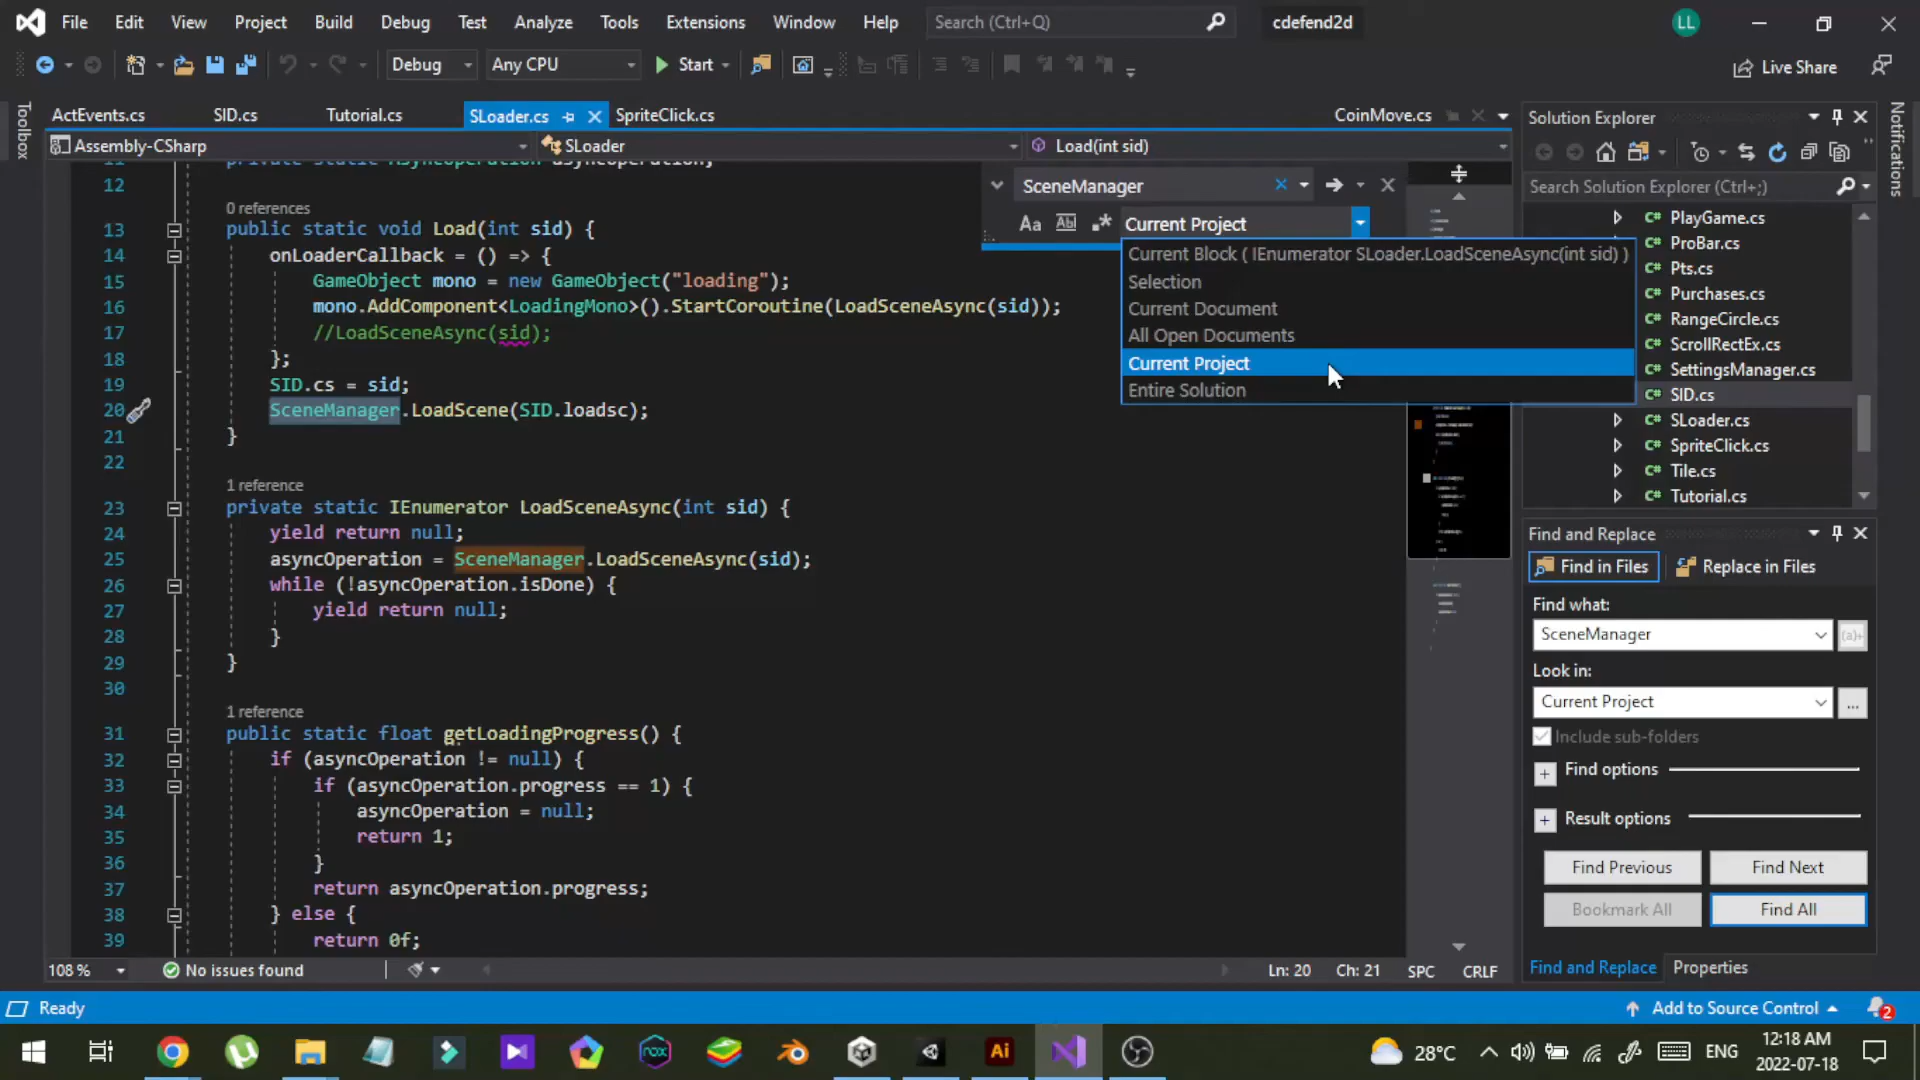 File Edit View Project Build Debug Test Analyze Tools Extensions Window Help Search (Ctrl+Q) cdefend2d LL
Debug Any CPU Start Live Share
ActEvents.cs SID.cs Tutorial.cs SLoader.cs SpriteClick.cs CoinMove.cs
Assembly-CSharp SLoader Load(int sid)
Toolbox
Notifications
11 private static AsyncOperation asyncOperation;
12
0 references
13 public static void Load(int sid) {
14 onLoaderCallback = () => {
15 GameObject mono = new GameObject("loading");
16 mono.AddComponent<LoadingMono>().StartCoroutine(LoadSceneAsync(sid));
17 //LoadSceneAsync(sid);
18 };
19 SID.cs = sid;
20 SceneManager.LoadScene(SID.loadsc);
21 }
22
1 reference
23 private static IEnumerator LoadSceneAsync(int sid) {
24 yield return null;
25 asyncOperation = SceneManager.LoadSceneAsync(sid);
26 while (!asyncOperation.isDone) {
27 yield return null;
28 }
29 }
30
1 reference
31 public static float getLoadingProgress() {
32 if (asyncOperation != null) {
33 if (asyncOperation.progress == 1) {
34 asyncOperation = null;
35 return 1;
36 }
37 return asyncOperation.progress;
38 } else {
39 return 0f;
SceneManager
Aa Abl Current Project
Current Block ( IEnumerator SLoader.LoadSceneAsync(int sid) )
Selection
Current Document
All Open Documents
Current Project
Entire Solution
Solution Explorer
Search Solution Explorer (Ctrl+;)
C# PlayGame.cs
C# ProBar.cs
C# Pts.cs
C# Purchases.cs
C# RangeCircle.cs
C# ScrollRectEx.cs
C# SettingsManager.cs
C# SID.cs
C# SLoader.cs
C# SpriteClick.cs
C# Tile.cs
C# Tutorial.cs
Find and Replace
Find in Files Replace in Files
Find what:
SceneManager (a)+
Look in:
Current Project ...
Include sub-folders
Find options
Result options
Find Previous Find Next
Bookmark All Find All
Find and Replace Properties
108 % No issues found Ln: 20 Ch: 21 SPC CRLF
Ready Add to Source Control 2
nox Ai 28°C ENG 12:18 AM
2022-07-18